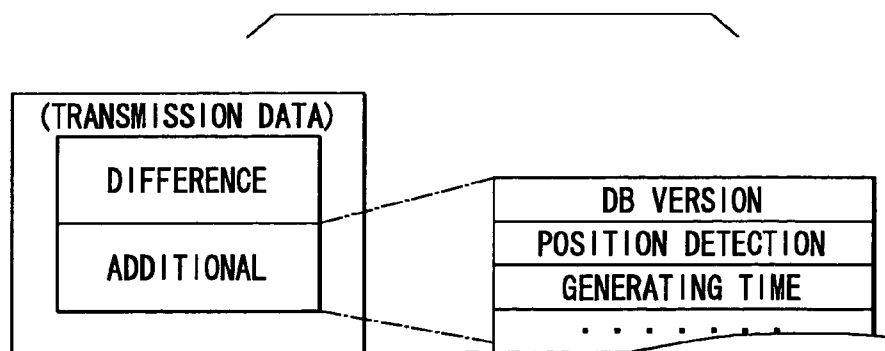 (TRANSMISSION DATA)
DIFFERENCE
ADDITIONAL
DB VERSION
POSITION DETECTION
GENERATING TIME
. . . . . . .